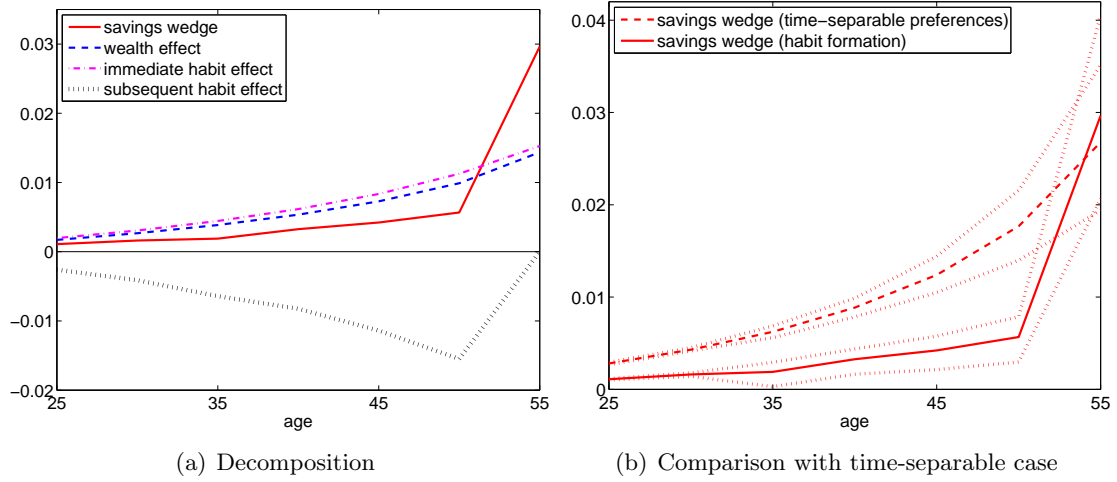 savings wedge
wealth effect
immediate habit effect
subsequent habit effect
0.03
0.02
0.01
0
−0.01
−0.02
25
35
45
55
age
(a) Decomposition
savings wedge (time−separable preferences)
savings wedge (habit formation)
0.04
0.03
0.02
0.01
0
25
35
45
55
age
(b) Comparison with time-separable case